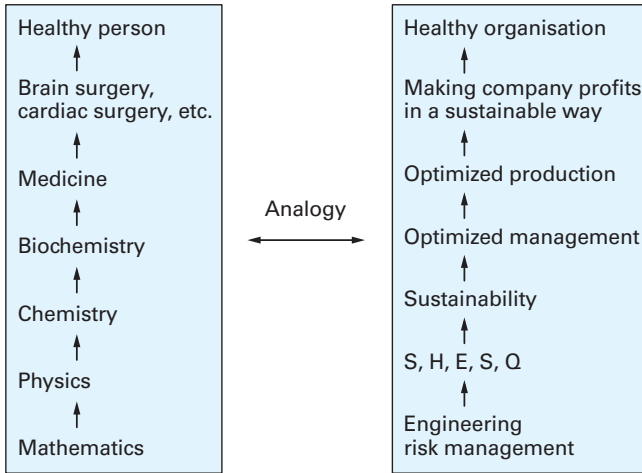 Healthy person
Brain surgery,
cardiac surgery, etc.
Medicine
Biochemistry
Chemistry
Physics
Mathematics
Analogy
Healthy organisation
Making company profits
in a sustainable way
Optimized production
Optimized management
Sustainability
S, H, E, S, Q
Engineering
risk management